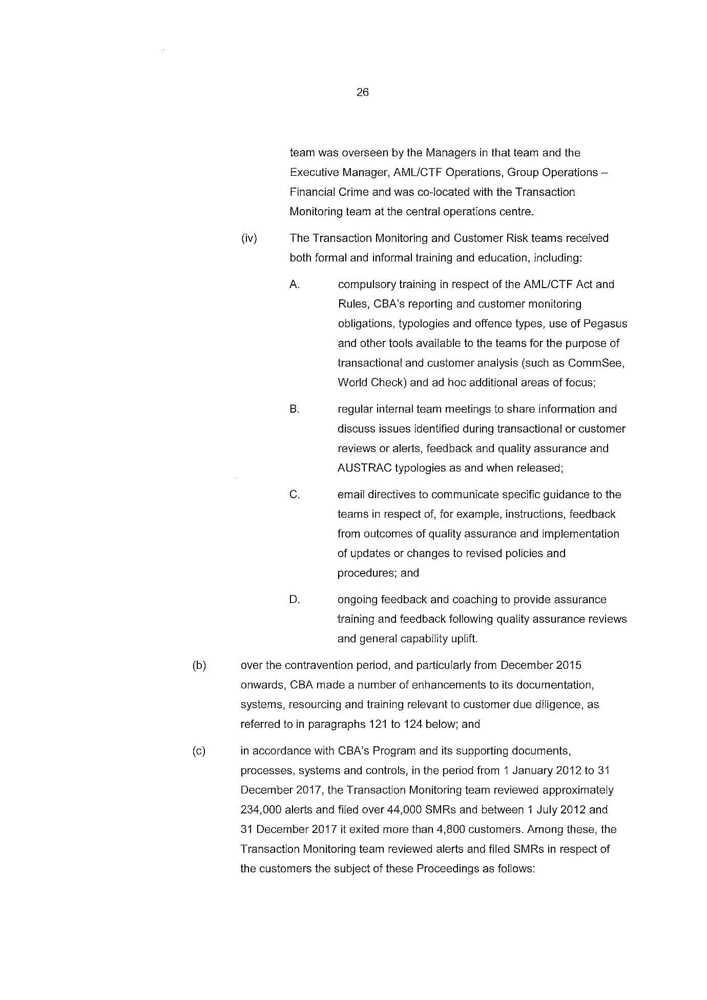 26
team was overseen by the Managers in that team and the
Executive Manager, AML/CTF Operations, Group Operations –
Financial Crime and was co-located with the Transaction
Monitoring team at the central operations centre.
(iv) The Transaction Monitoring and Customer Risk teams received
both formal and informal training and education, including:
A. compulsory training in respect of the AML/CTF Act and
Rules, CBA's reporting and customer monitoring
obligations, typologies and offence types, use of Pegasus
and other tools available to the teams for the purpose of
transactional and customer analysis (such as CommSee,
World Check) and ad hoc additional areas of focus;
B. regular internal team meetings to share information and
discuss issues identified during transactional or customer
reviews or alerts, feedback and quality assurance and
AUSTRAC typologies as and when released;
C. email directives to communicate specific guidance to the
teams in respect of, for example, instructions, feedback
from outcomes of quality assurance and implementation
of updates or changes to revised policies and
procedures; and
D. ongoing feedback and coaching to provide assurance
training and feedback following quality assurance reviews
and general capability uplift.
(b) over the contravention period, and particularly from December 2015
onwards, CBA made a number of enhancements to its documentation,
systems, resourcing and training relevant to customer due diligence, as
referred to in paragraphs 121 to 124 below; and
(c) in accordance with CBA's Program and its supporting documents,
processes, systems and controls, in the period from 1 January 2012 to 31
December 2017, the Transaction Monitoring team reviewed approximately
234,000 alerts and filed over 44,000 SMRs and between 1 July 2012 and
31 December 2017 it exited more than 4,800 customers. Among these, the
Transaction Monitoring team reviewed alerts and filed SMRs in respect of
the customers the subject of these Proceedings as follows: